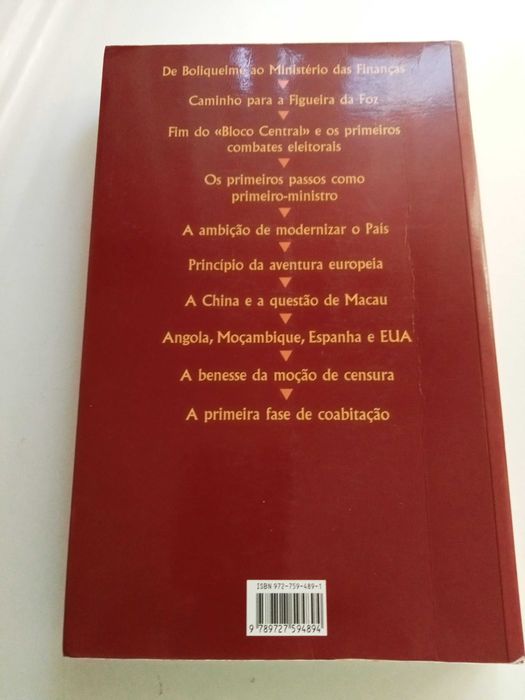 De Boliqueime ao Ministério das Finanças
Caminho para a Figueira da Foz
Fim do «Bloco Central» e os primeiros
combates eleitorais
Os primeiros passos como
primeiro-ministro
A ambição de modernizar o País
Princípio da aventura europeia
A China e a questão de Macau
Angola, Moçambique, Espanha e EUA
A benesse da moção de censura
A primeira fase de coabitação
ISBN 972-759-489-1
9 789727 594894